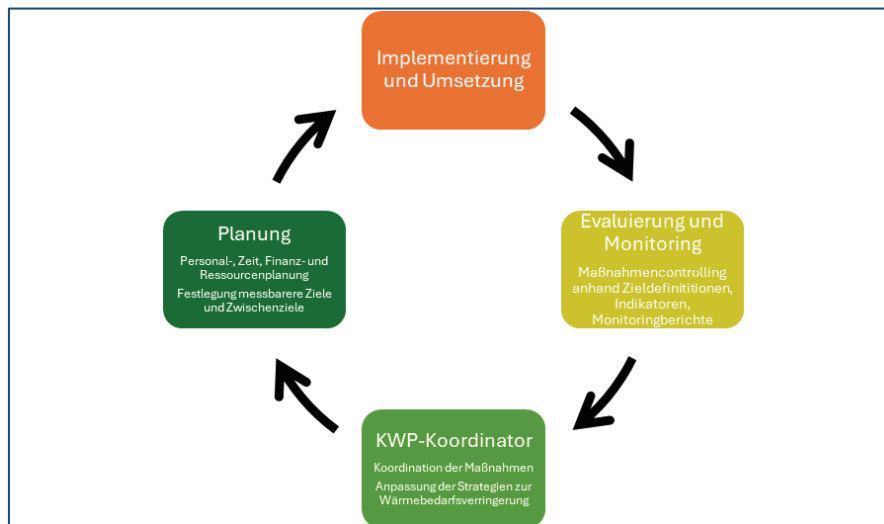 Implementierung
und Umsetzung
Evaluierung und
Monitoring
Maßnahmencontrolling
anhand Zieldefinititionen,
Indikatoren,
Monitoringberichte
KWP-Koordinator
Koordination der Maßnahmen
Anpassung der Strategien zur
Wärmebedarfsverringerung
Planung
Personal-, Zeit, Finanz- und
Ressourcenplanung
Festlegung messbarere Ziele
und Zwischenziele